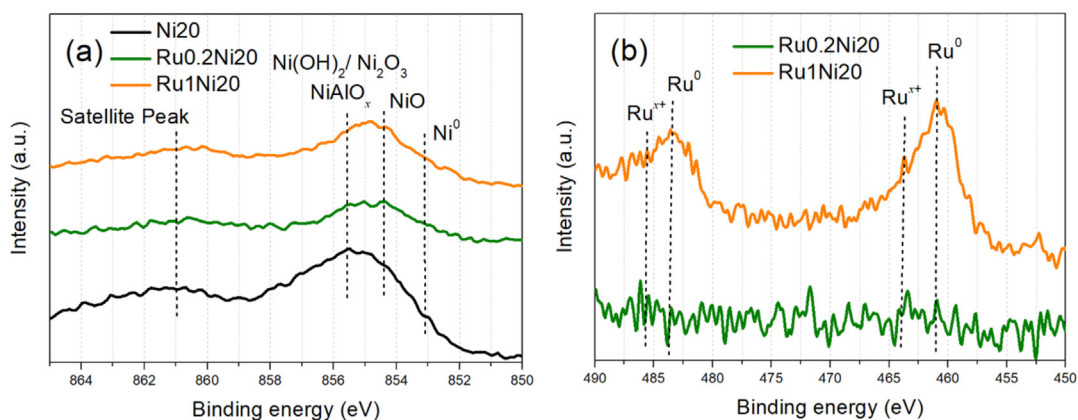 (a)
Ni20
Ru0.2Ni20
Ru1Ni20
Ni(OH)₂/ Ni₂O₃
NiAlOₓ
NiO
Ni⁰
Satellite Peak
Intensity (a.u.)
864 862 860 858 856 854 852 850
Binding energy (eV)
(b)
Ru0.2Ni20
Ru1Ni20
Ruˣ⁺
Ru⁰
Ruˣ⁺
Ru⁰
Intensity (a.u.)
490 485 480 475 470 465 460 455 450
Binding energy (eV)